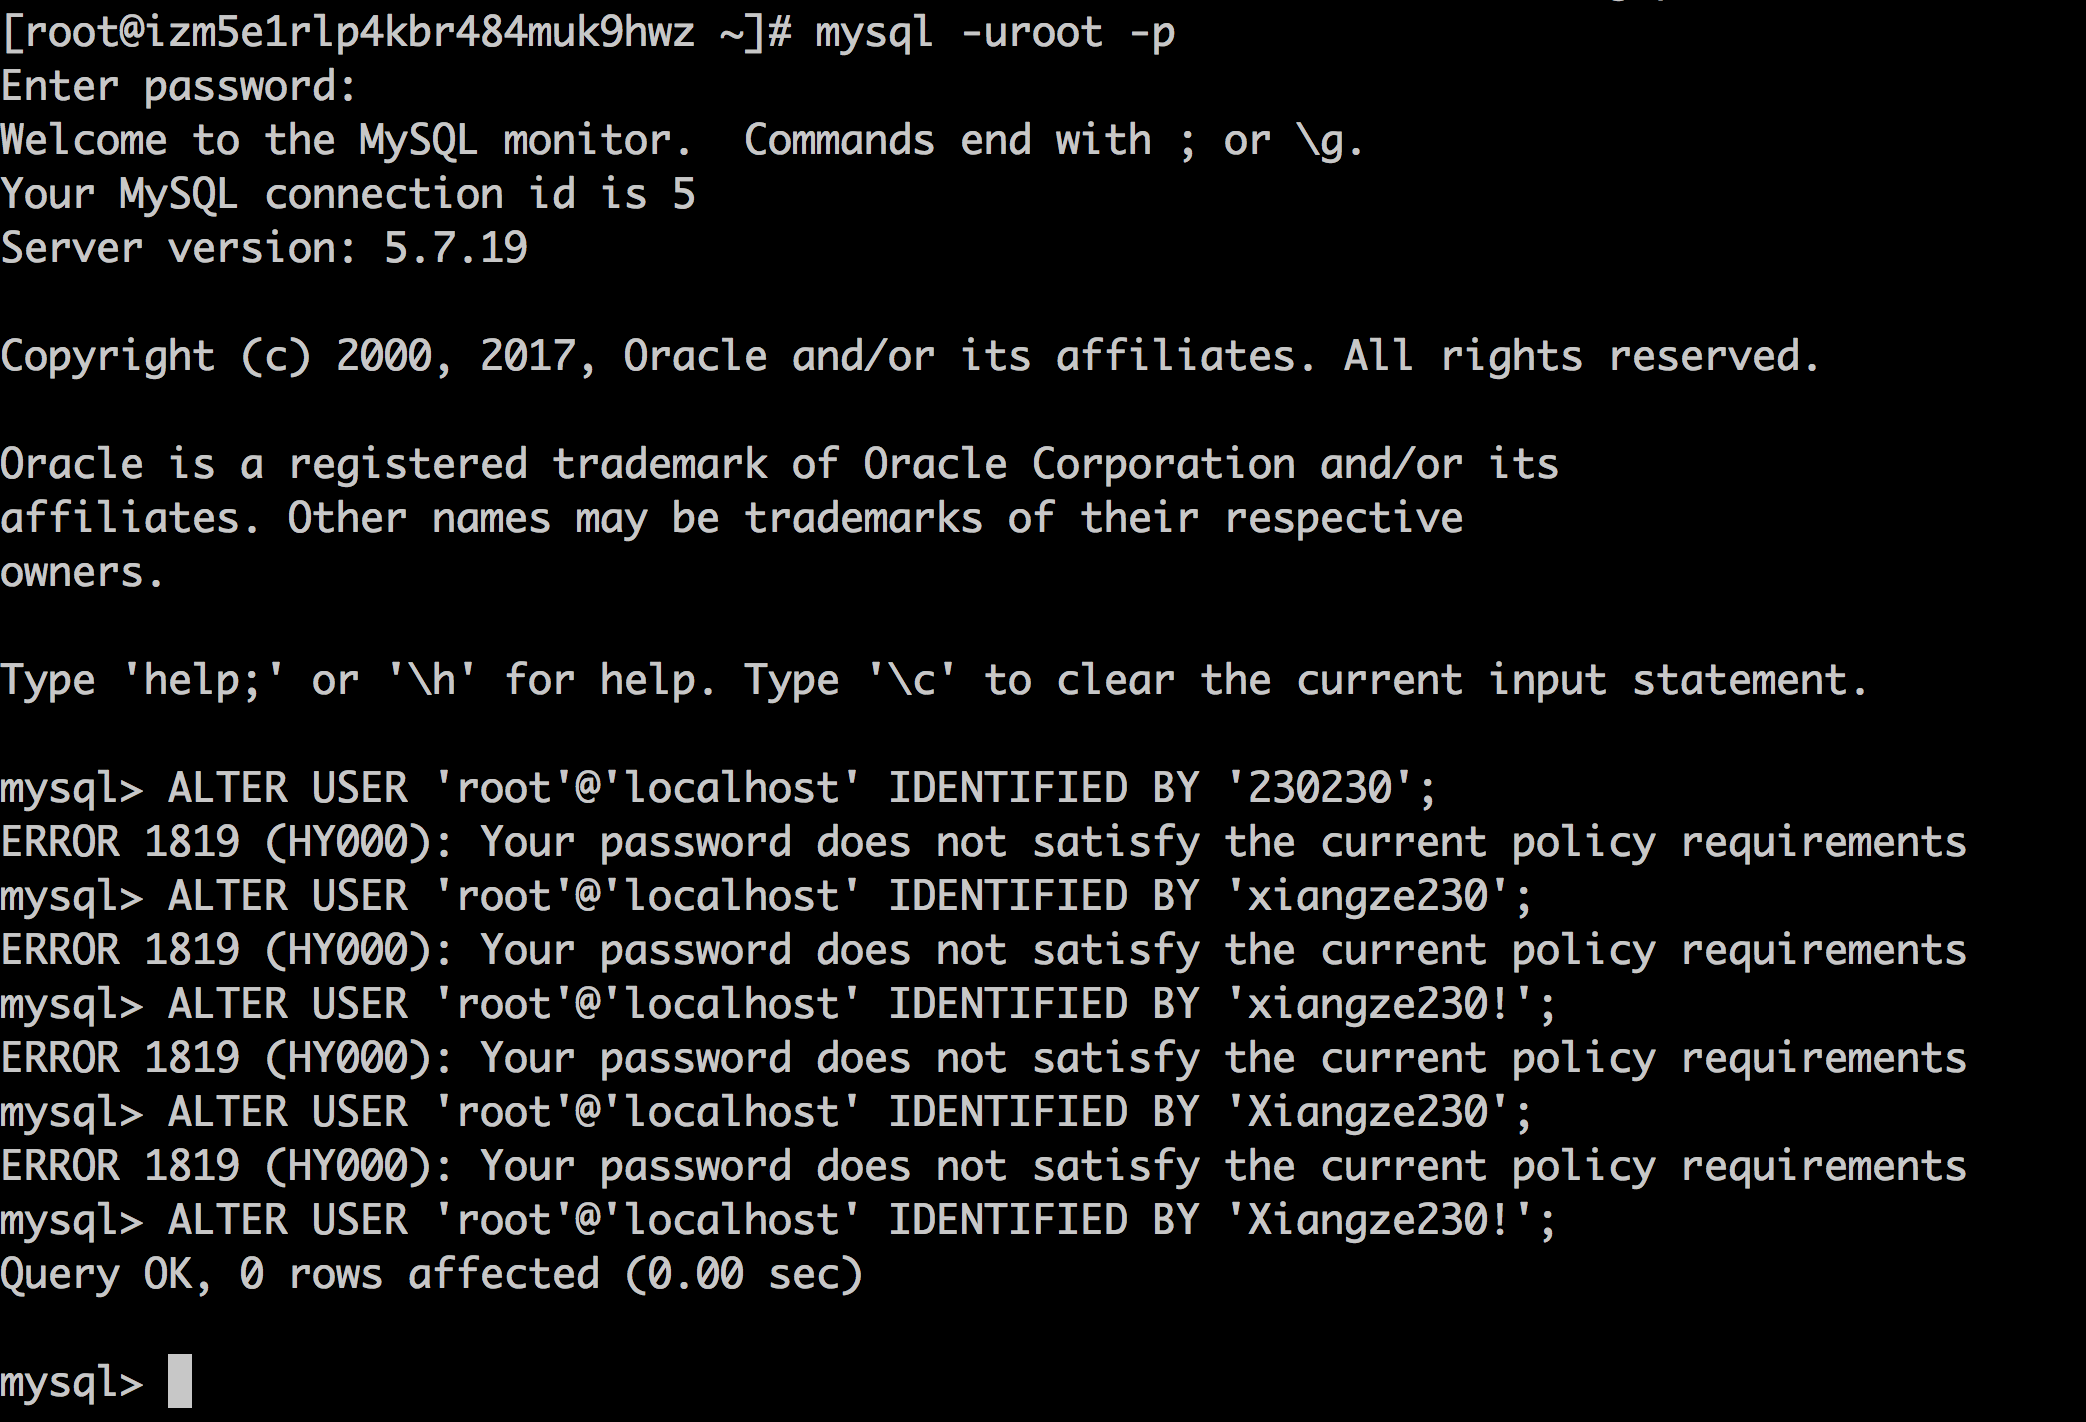 [root@izm5e1rlp4kbr484muk9hwz ~]# mysql -uroot -p
Enter password:
Welcome to the MySQL monitor.  Commands end with ; or \g.
Your MySQL connection id is 5
Server version: 5.7.19
Copyright (c) 2000, 2017, Oracle and/or its affiliates. All rights reserved.
Oracle is a registered trademark of Oracle Corporation and/or its
affiliates. Other names may be trademarks of their respective
owners.
Type 'help;' or '\h' for help. Type '\c' to clear the current input statement.
mysql> ALTER USER 'root'@'localhost' IDENTIFIED BY '230230';
ERROR 1819 (HY000): Your password does not satisfy the current policy requirements
mysql> ALTER USER 'root'@'localhost' IDENTIFIED BY 'xiangze230';
ERROR 1819 (HY000): Your password does not satisfy the current policy requirements
mysql> ALTER USER 'root'@'localhost' IDENTIFIED BY 'xiangze230!';
ERROR 1819 (HY000): Your password does not satisfy the current policy requirements
mysql> ALTER USER 'root'@'localhost' IDENTIFIED BY 'Xiangze230';
ERROR 1819 (HY000): Your password does not satisfy the current policy requirements
mysql> ALTER USER 'root'@'localhost' IDENTIFIED BY 'Xiangze230!';
Query OK, 0 rows affected (0.00 sec)
mysql>